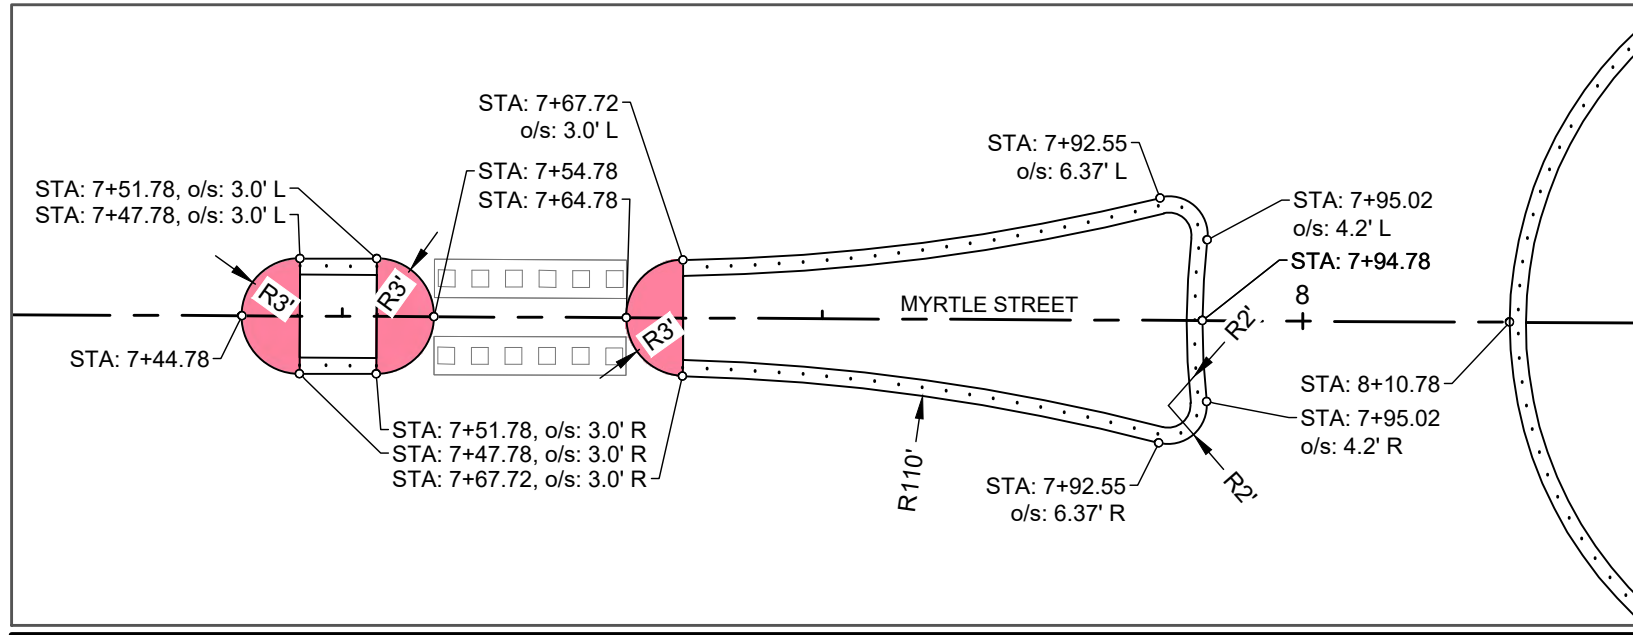 STA: 7+67.72
o/s: 3.0' L
STA: 7+92.55
o/s: 6.37' L
STA: 7+51.78, o/s: 3.0' L
STA: 7+47.78, o/s: 3.0' L
STA: 7+54.78
STA: 7+64.78
STA: 7+95.02
o/s: 4.2' L
STA: 7+94.78
R3'
R3'
R3'
MYRTLE STREET
8
R2'
STA: 7+44.78
STA: 8+10.78
STA: 7+95.02
o/s: 4.2' R
STA: 7+51.78, o/s: 3.0' R
STA: 7+47.78, o/s: 3.0' R
STA: 7+67.72, o/s: 3.0' R
R110'
STA: 7+92.55
o/s: 6.37' R
R2'